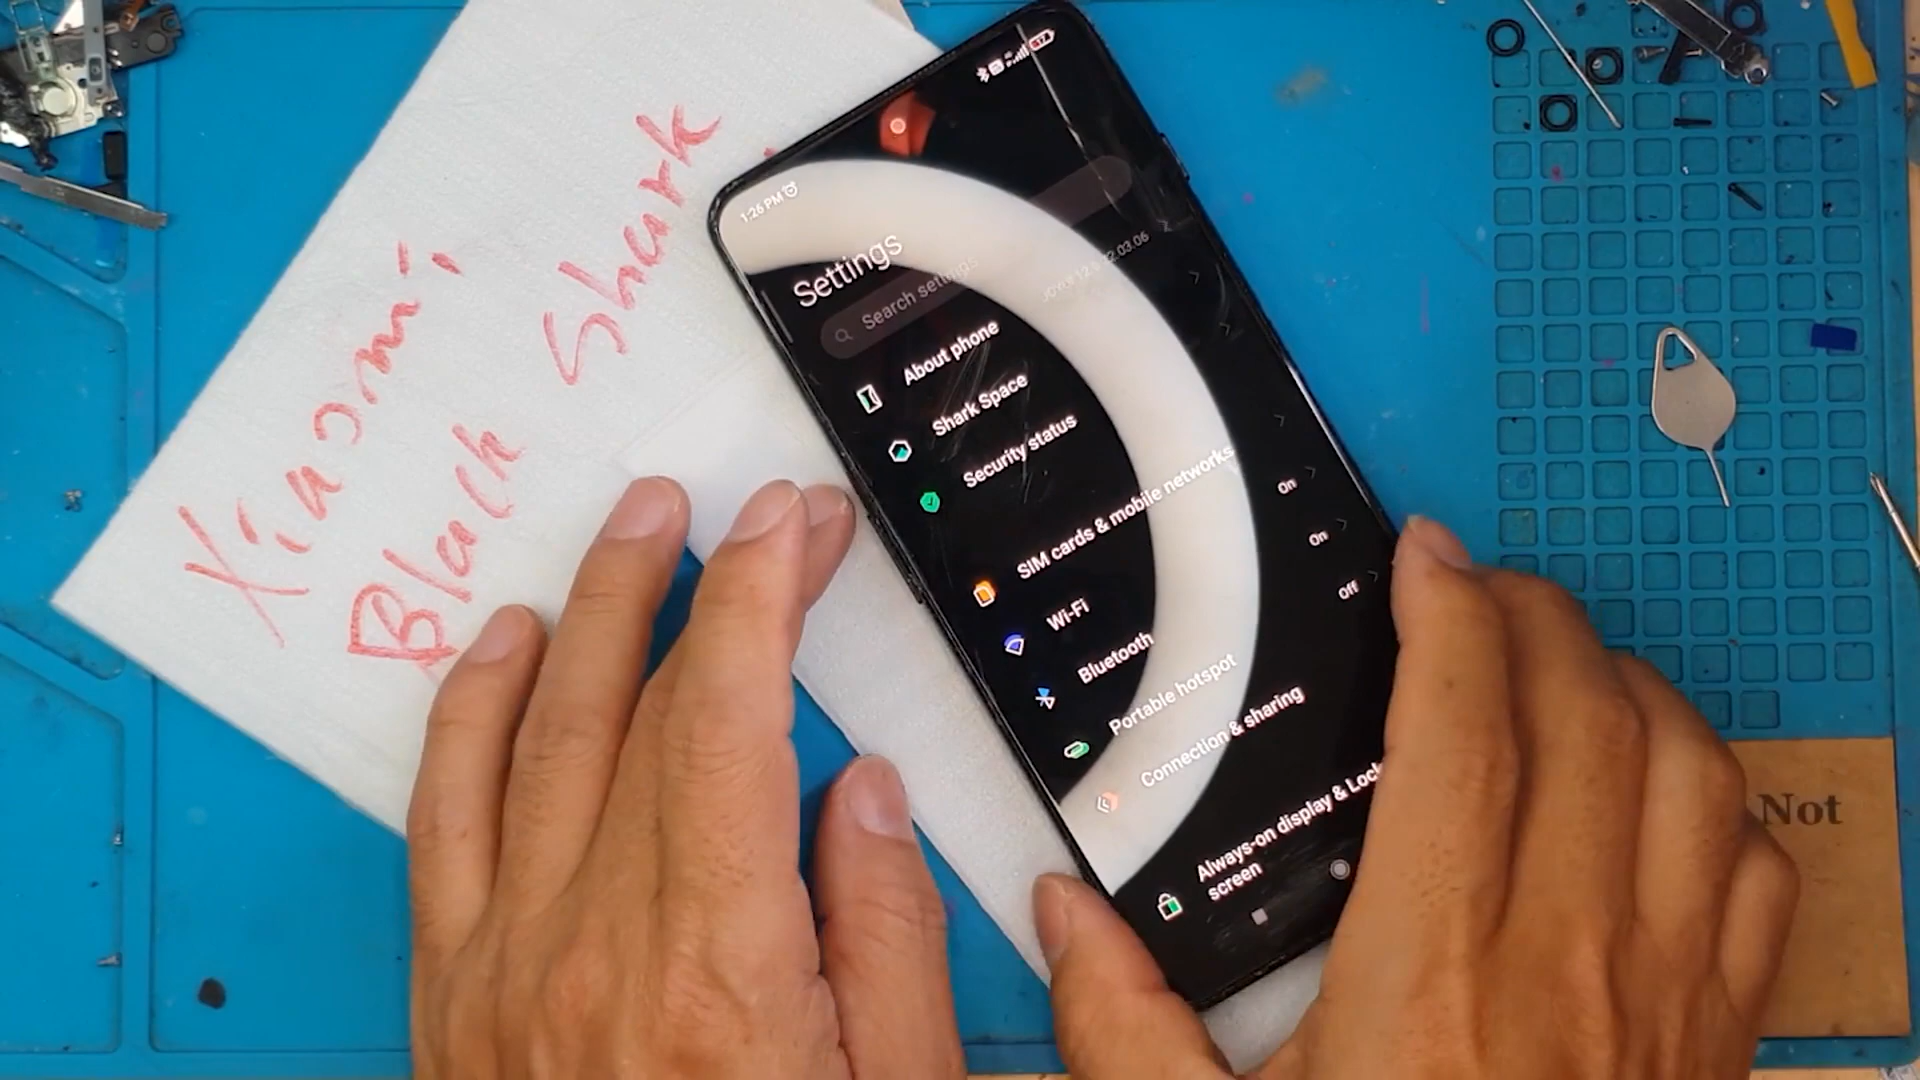 Xiaomi,
Black Shark
17
1:26 PM
Settings
Search settings
About phone
Shark Space
Security status
SIM cards & mobile networks
Wi-Fi On
Bluetooth On
Portable hotspot Off
Connection & sharing
Always-on display & Lock
screen
Not